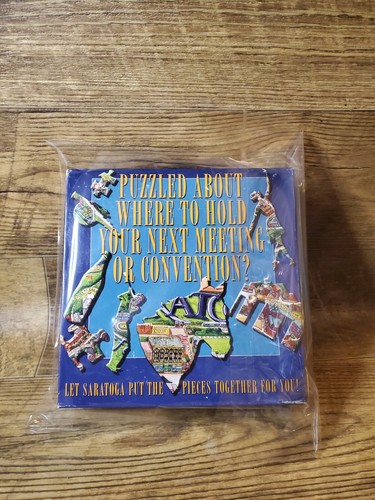 PUZZLED ABOUT
WHERE TO HOLD
YOUR NEXT MEETING
OR CONVENTION?
LET SARATOGA PUT THE PIECES TOGETHER FOR YOU!